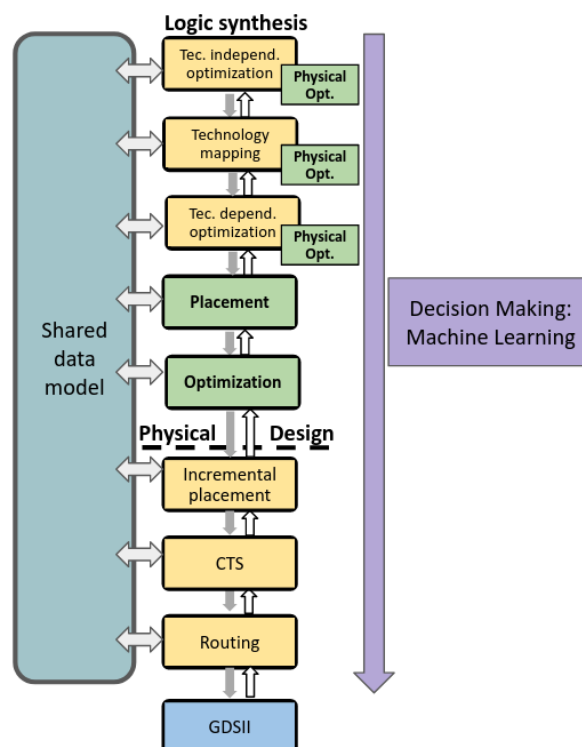 Logic synthesis
Tec. independ.
optimization
Physical
Opt.
Technology
mapping
Physical
Opt.
Tec. depend.
optimization
Physical
Opt.
Placement
Shared
data
model
Decision Making:
Machine Learning
Optimization
Physical Design
Incremental
placement
CTS
Routing
GDSII